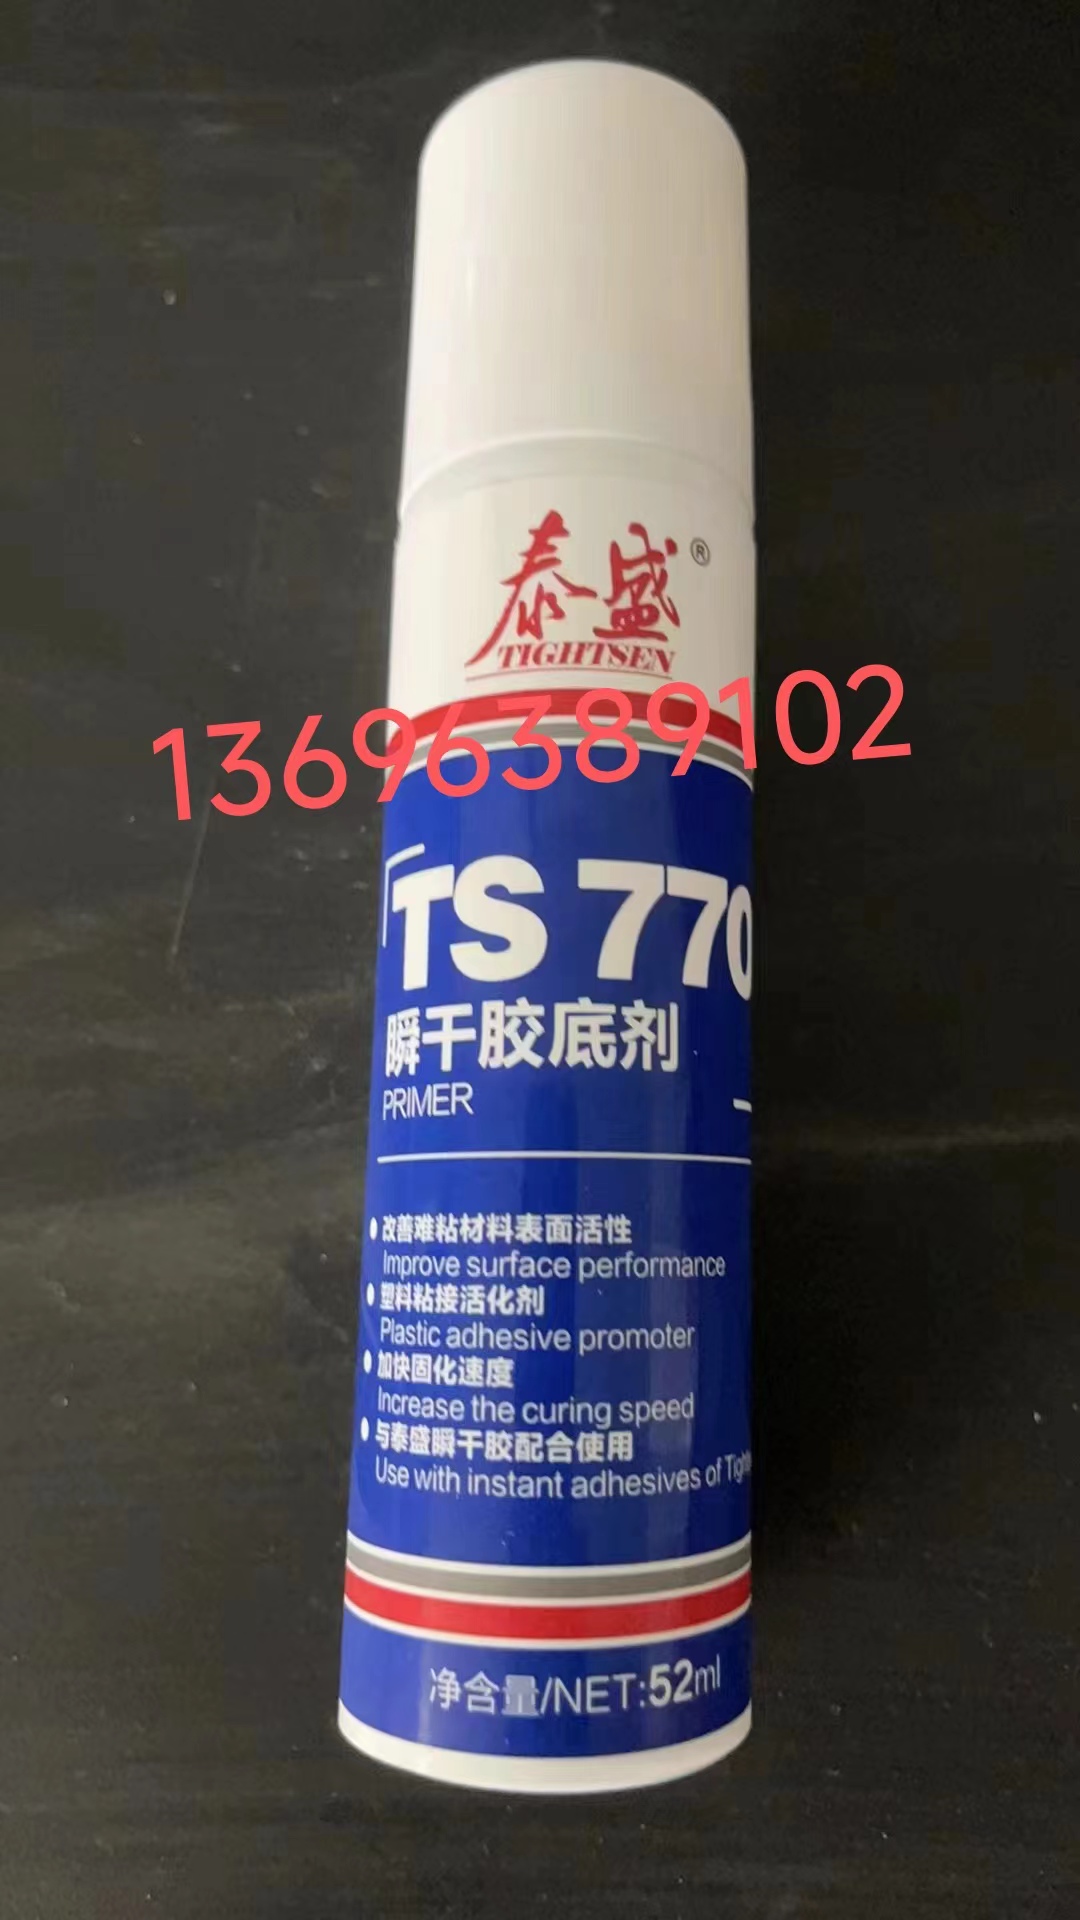 泰盛®
TIGHTSEN
13696389102
TS 770
瞬干胶底剂
PRIMER
改善难粘材料表面活性
Improve surface performance
塑料粘接活化剂
Plastic adhesive promoter
加快固化速度
Increase the curing speed
与泰盛瞬干胶配合使用
Use with instant adhesives of
净含量/NET:52ml